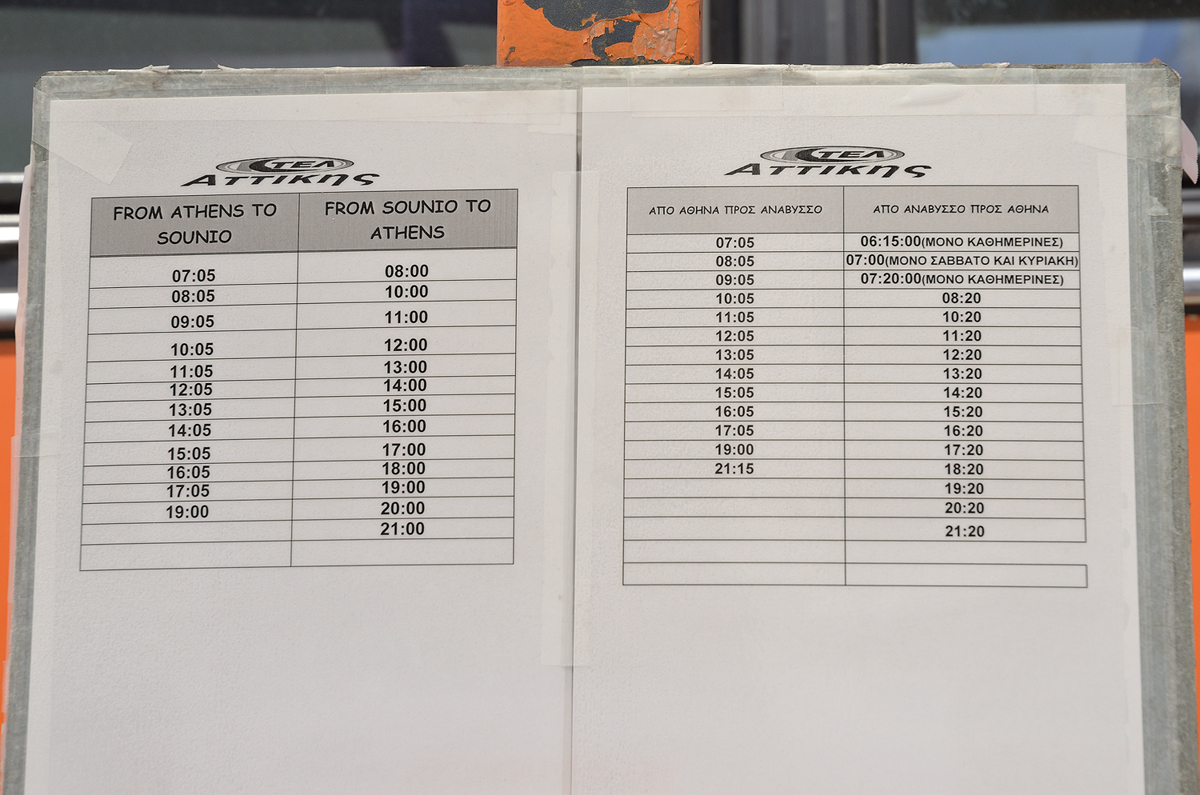 ΚΤΕΛ
Αττικης
FROM ATHENS TO SOUNIO
FROM SOUNIO TO ATHENS
07:05 08:00
08:05 10:00
09:05 11:00
10:05 12:00
11:05 13:00
12:05 14:00
13:05 15:00
14:05 16:00
15:05 17:00
16:05 18:00
17:05 19:00
19:00 20:00
21:00
ΚΤΕΛ
Αττικης
ΑΠΟ ΑΘΗΝΑ ΠΡΟΣ ΑΝΑΒΥΣΣΟ
ΑΠΟ ΑΝΑΒΥΣΣΟ ΠΡΟΣ ΑΘΗΝΑ
07:05 06:15:00(ΜΟΝΟ ΚΑΘΗΜΕΡΙΝΕΣ)
08:05 07:00(ΜΟΝΟ ΣΑΒΒΑΤΟ ΚΑΙ ΚΥΡΙΑΚΗ)
09:05 07:20:00(ΜΟΝΟ ΚΑΘΗΜΕΡΙΝΕΣ)
10:05 08:20
11:05 10:20
12:05 11:20
13:05 12:20
14:05 13:20
15:05 14:20
16:05 15:20
17:05 16:20
19:00 17:20
21:15 18:20
19:20
20:20
21:20